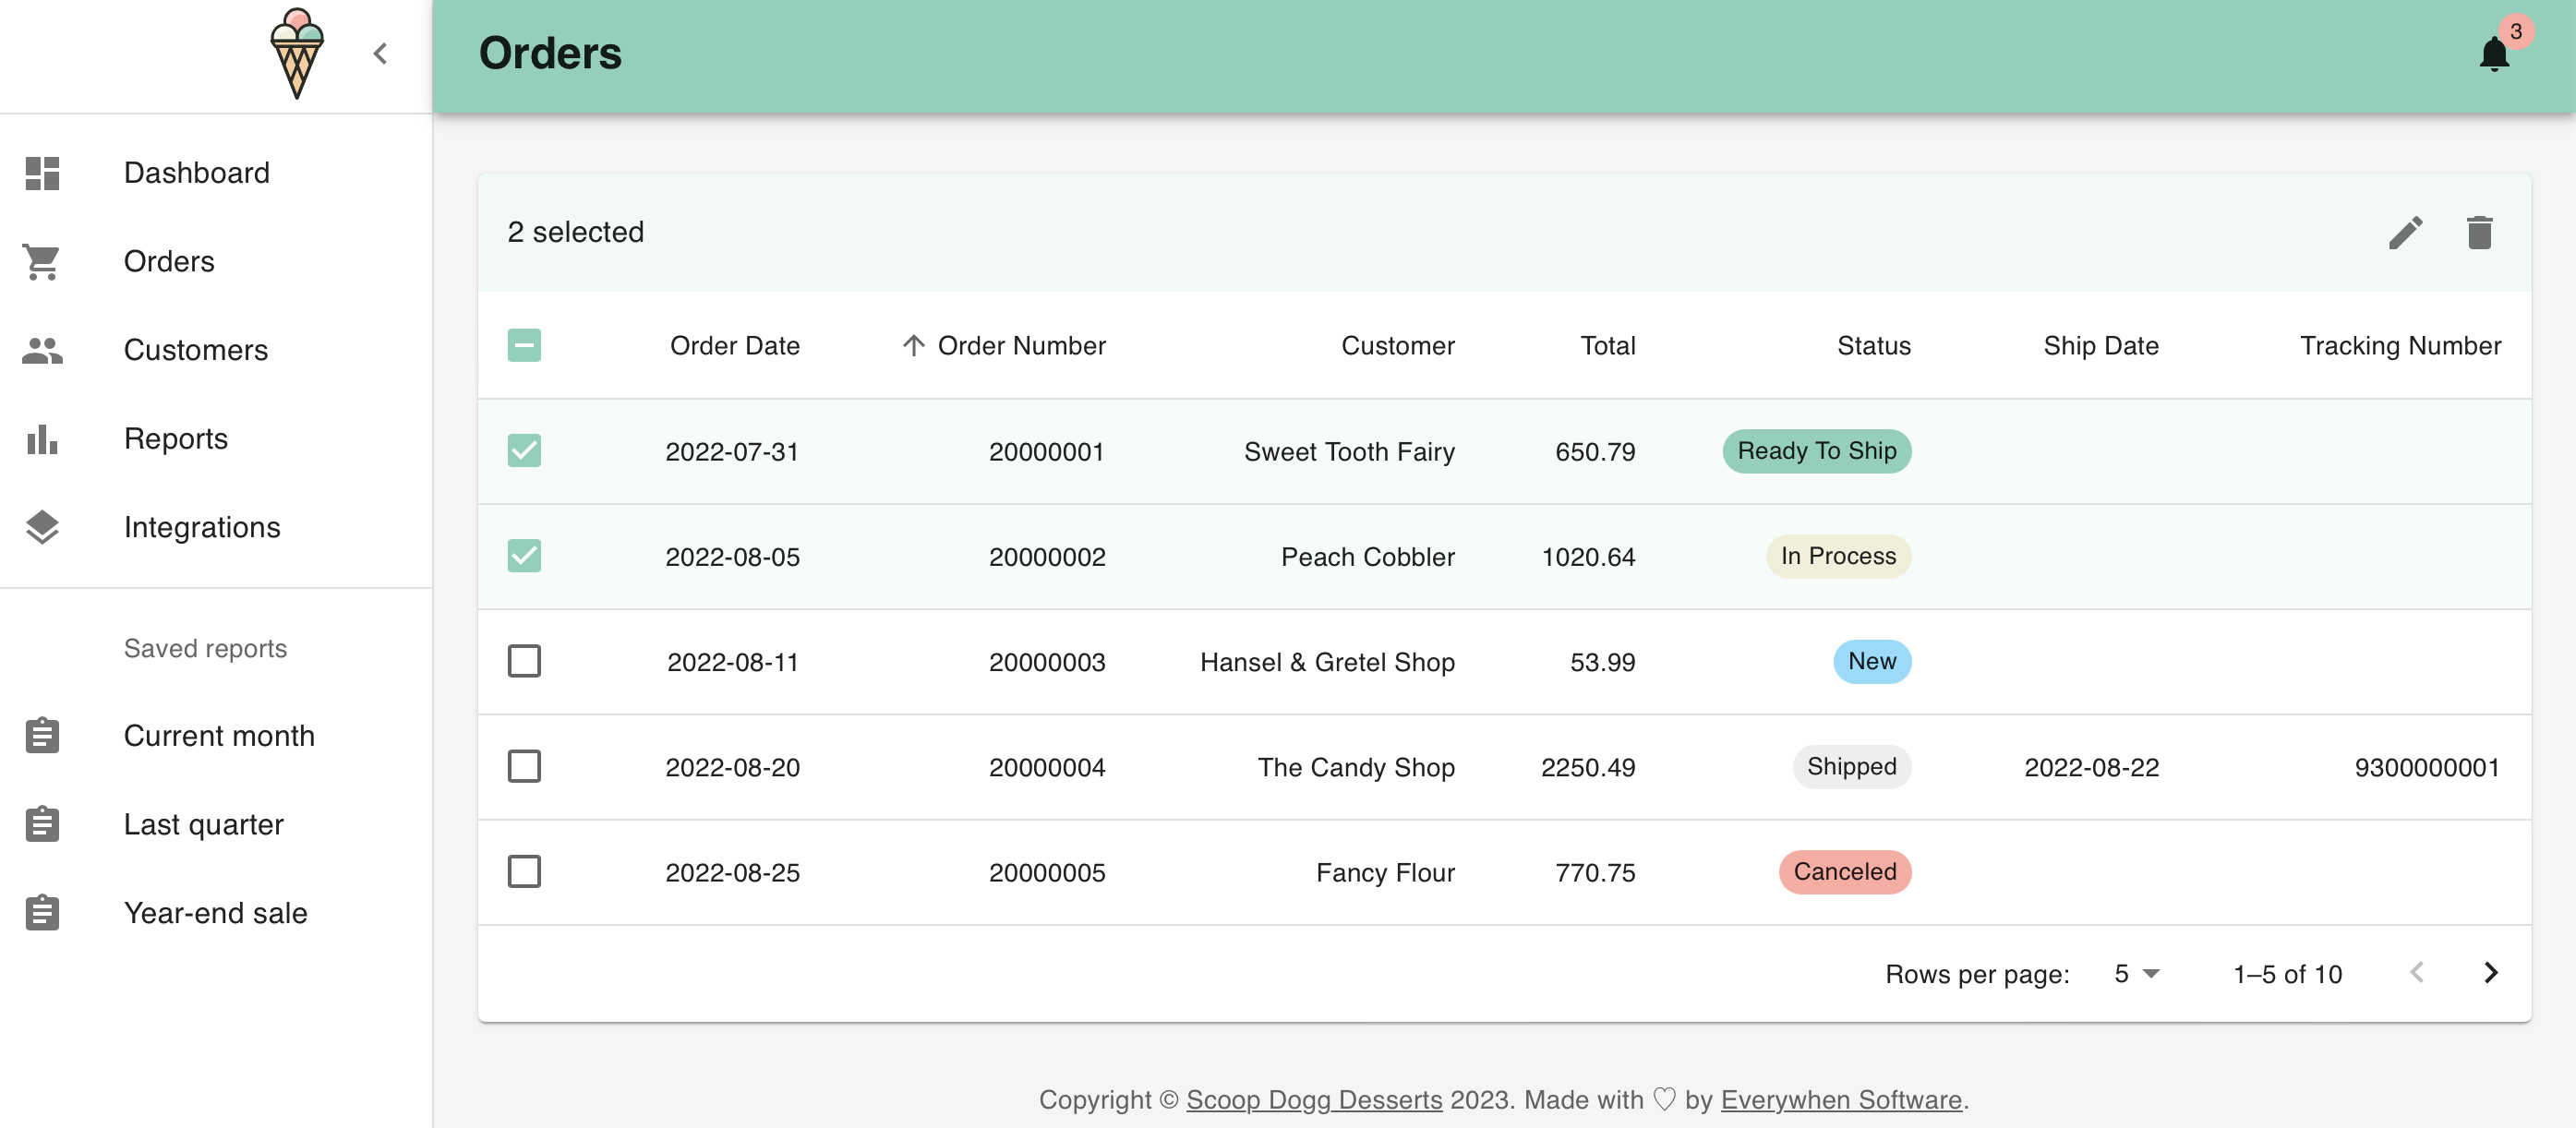 Orders
3
Dashboard
Orders
Customers
Reports
Integrations
Saved reports
Current month
Last quarter
Year-end sale
2 selected
Order Date Order Number Customer Total Status Ship Date Tracking Number
2022-07-31 20000001 Sweet Tooth Fairy 650.79 Ready To Ship
2022-08-05 20000002 Peach Cobbler 1020.64 In Process
2022-08-11 20000003 Hansel & Gretel Shop 53.99 New
2022-08-20 20000004 The Candy Shop 2250.49 Shipped 2022-08-22 9300000001
2022-08-25 20000005 Fancy Flour 770.75 Canceled
Rows per page: 5 1–5 of 10
Copyright © Scoop Dogg Desserts 2023. Made with ♡ by Everywhen Software.